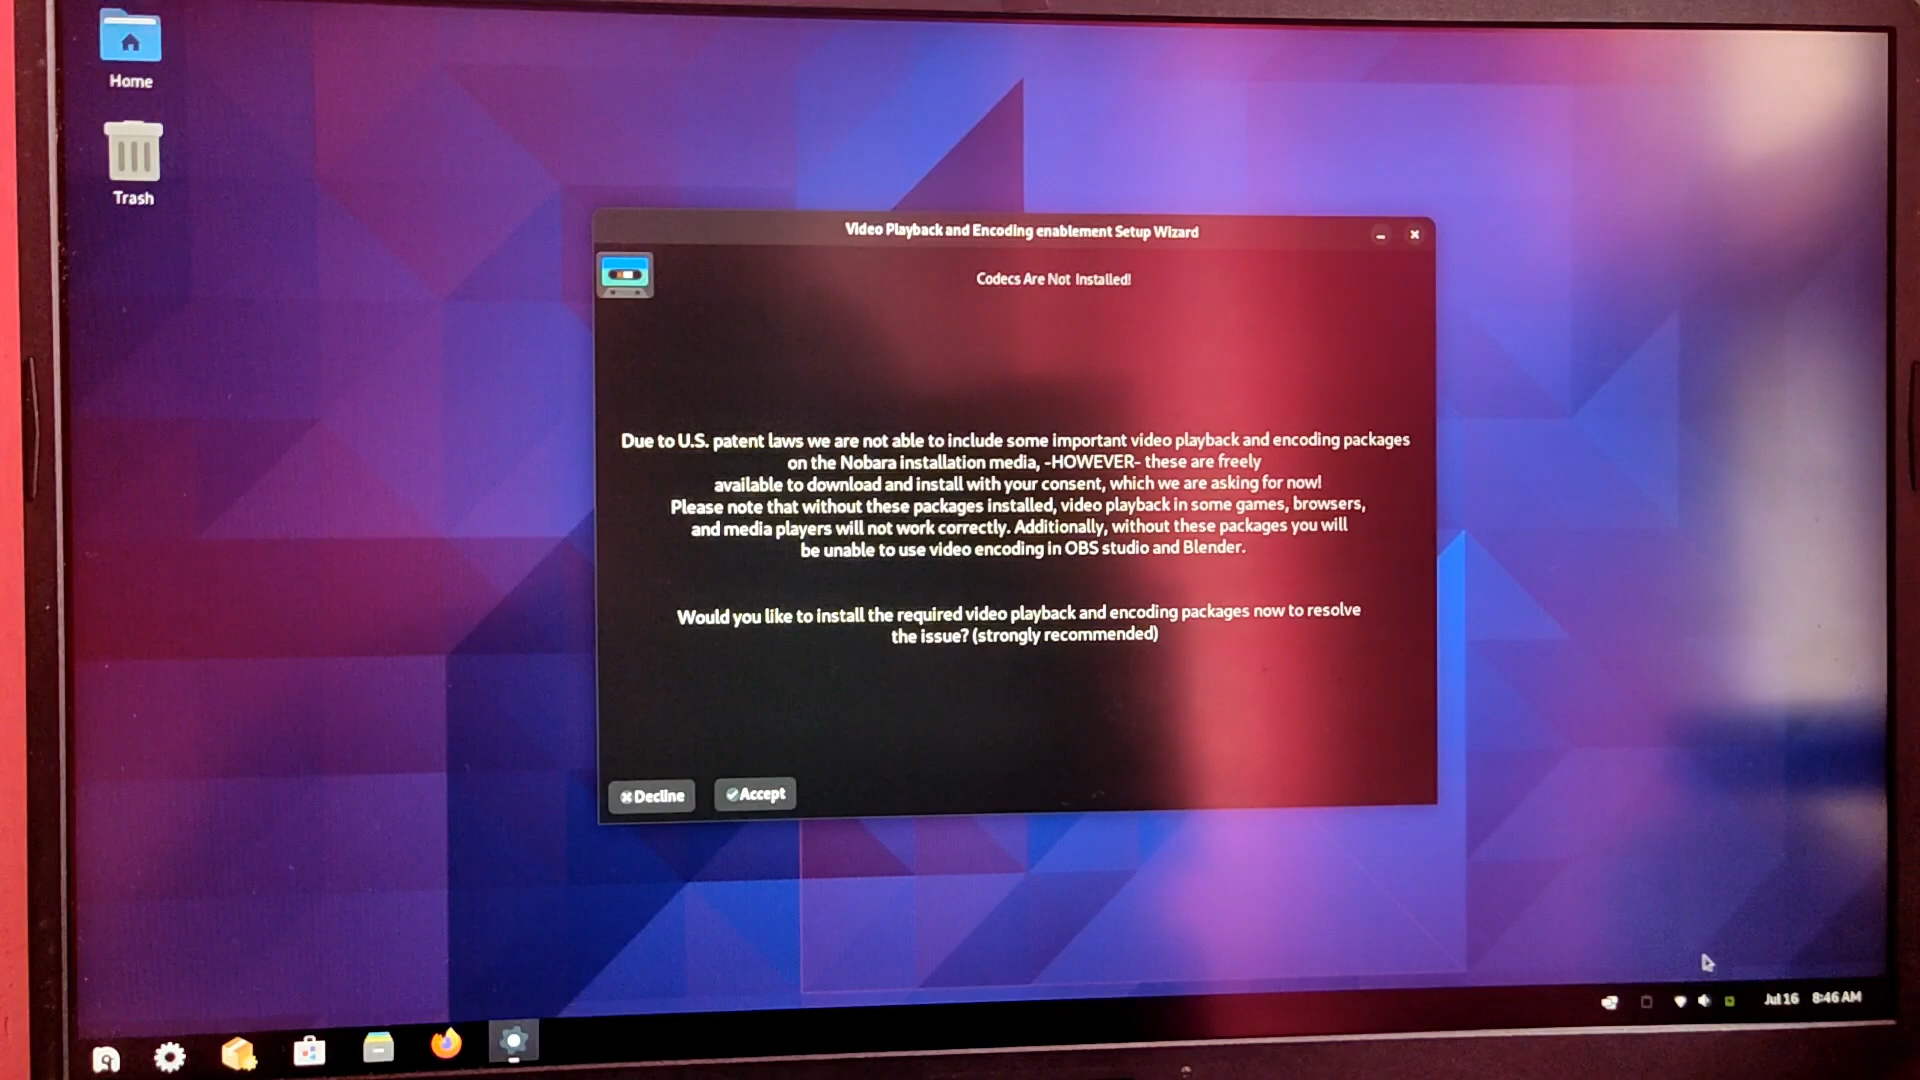 Home
Trash
Video Playback and Encoding enablement Setup Wizard
Codecs Are Not Installed!
Due to U.S. patent laws we are not able to include some important video playback and encoding packages
on the Nobara installation media, -HOWEVER- these are freely
available to download and install with your consent, which we are asking for now!
Please note that without these packages installed, video playback in some games, browsers,
and media players will not work correctly. Additionally, without these packages you will
be unable to use video encoding in OBS studio and Blender.
Would you like to install the required video playback and encoding packages now to resolve
the issue? (strongly recommended)
Decline
Accept
Jul 16 8:46 AM